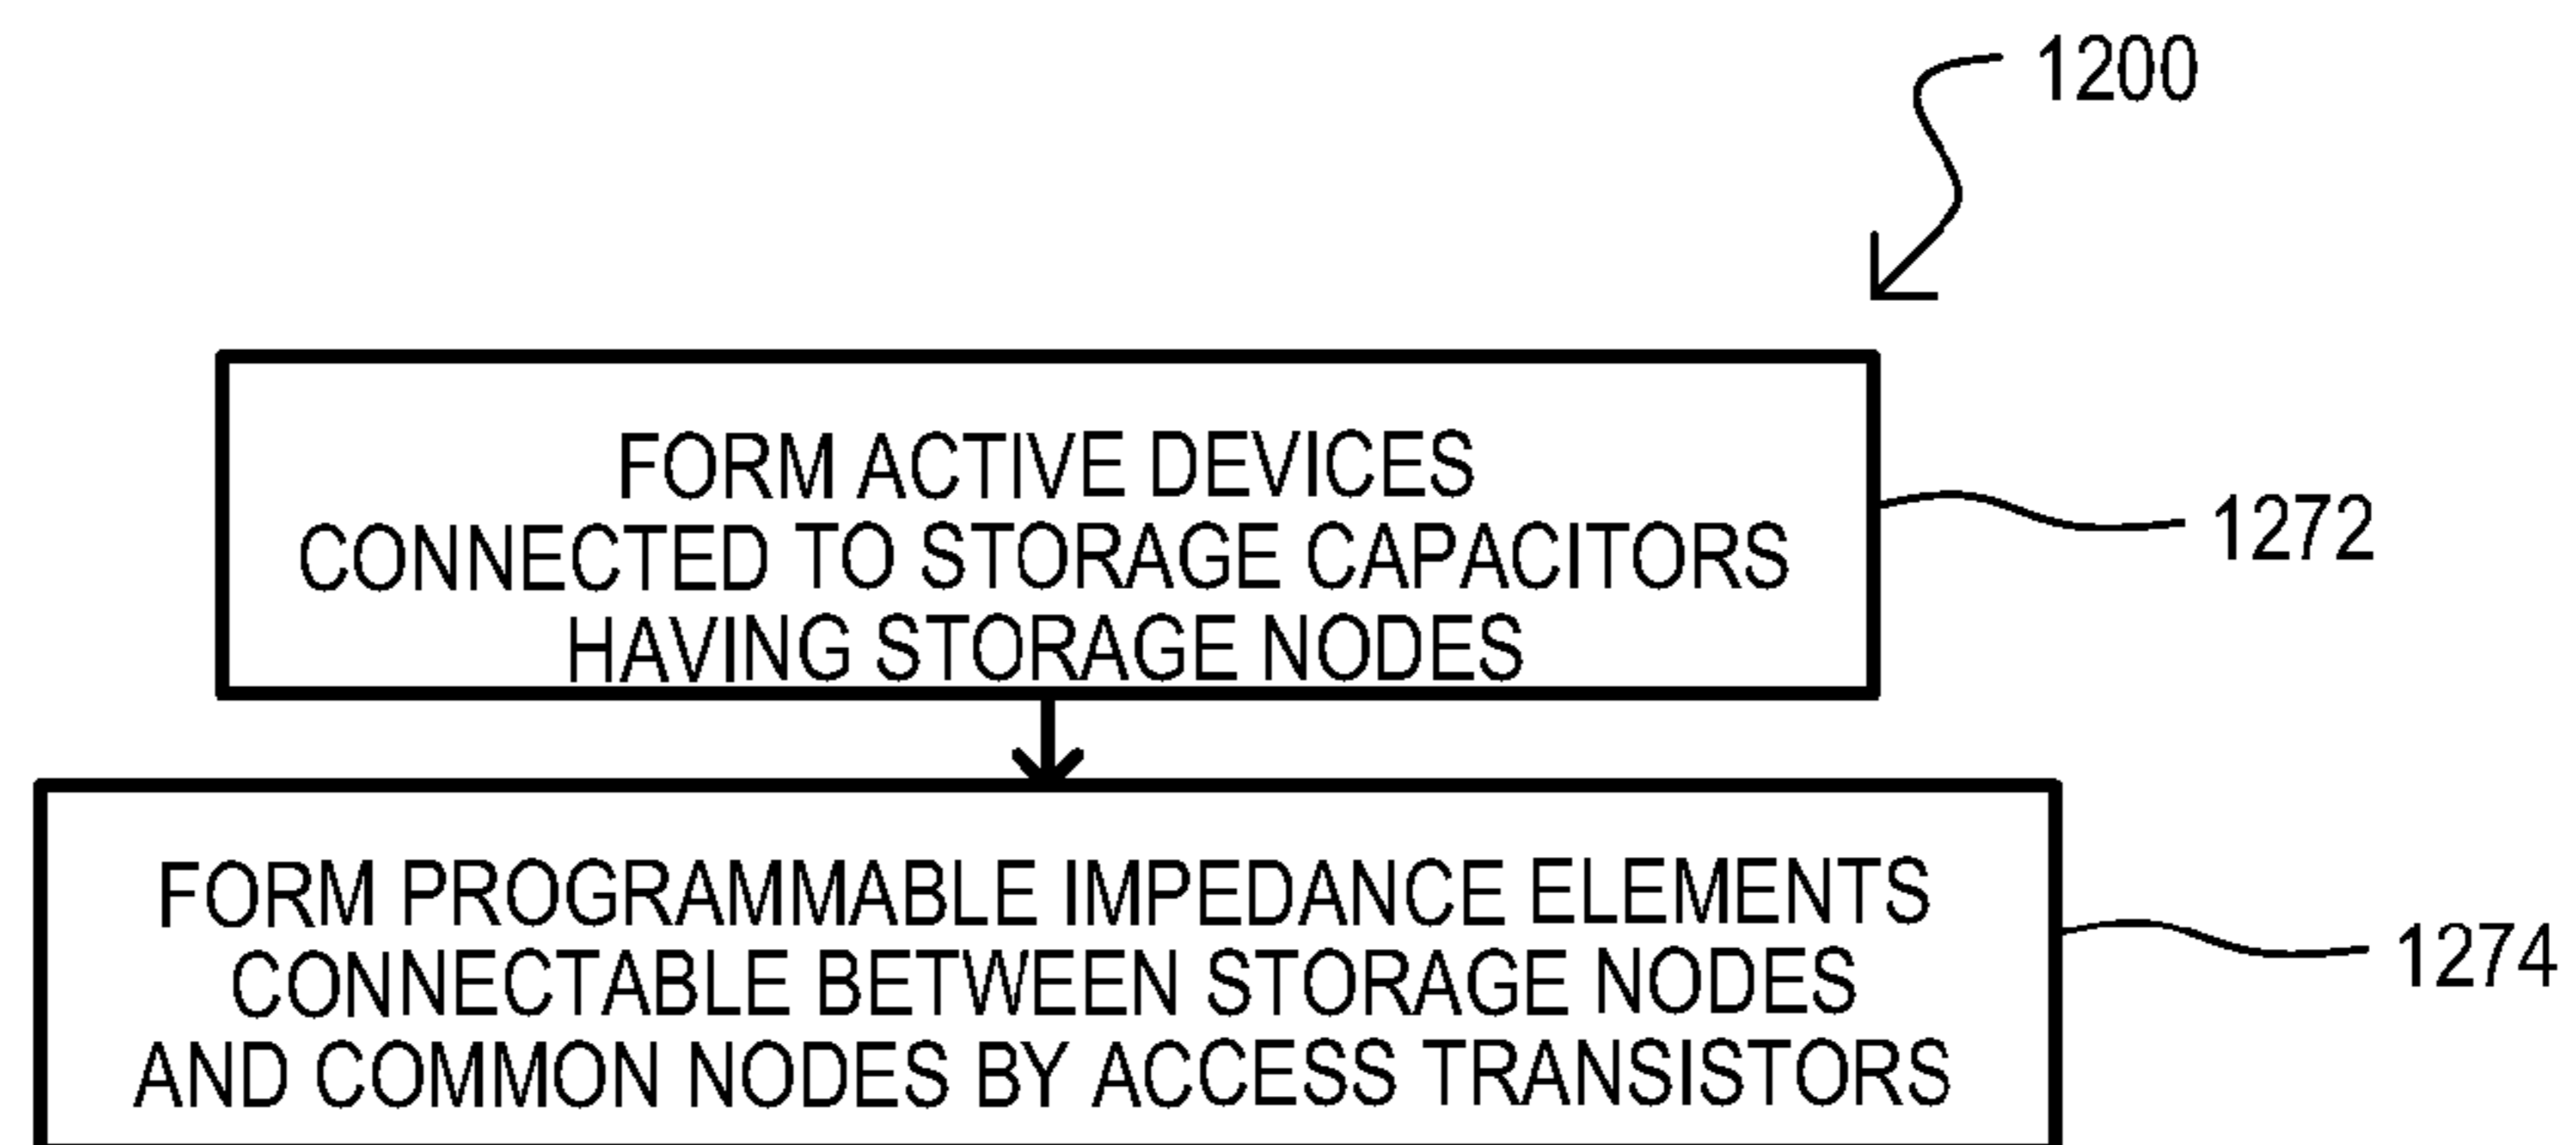 1200
FORM ACTIVE DEVICES
CONNECTED TO STORAGE CAPACITORS
HAVING STORAGE NODES
1272
FORM PROGRAMMABLE IMPEDANCE ELEMENTS
CONNECTABLE BETWEEN STORAGE NODES
AND COMMON NODES BY ACCESS TRANSISTORS
1274